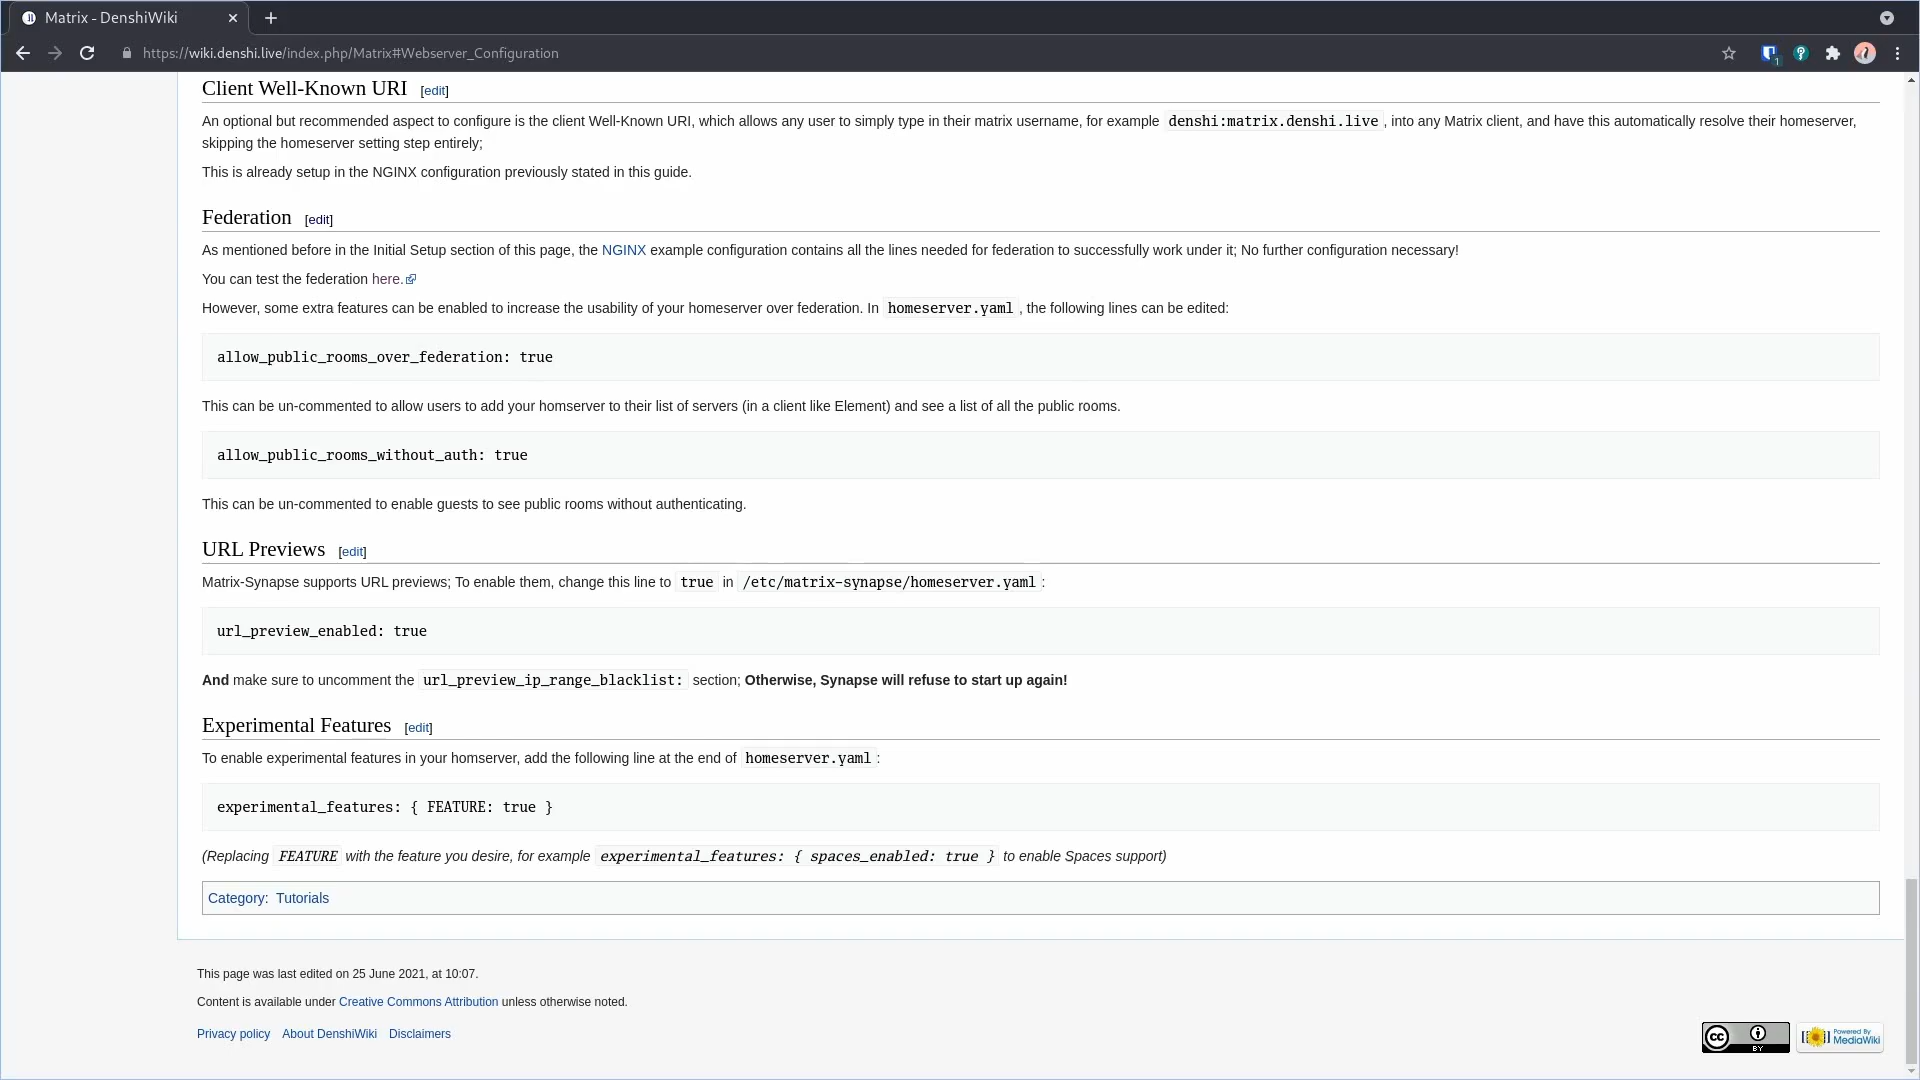 Matrix - DenshiWiki
https://wiki.denshi.live/index.php/Matrix#Webserver_Configuration
1
Client Well-Known URI [edit]
An optional but recommended aspect to configure is the client Well-Known URI, which allows any user to simply type in their matrix username, for example denshi:matrix.denshi.live, into any Matrix client, and have this automatically resolve their homeserver,
skipping the homeserver setting step entirely;
This is already setup in the NGINX configuration previously stated in this guide.
Federation [edit]
As mentioned before in the Initial Setup section of this page, the NGINX example configuration contains all the lines needed for federation to successfully work under it; No further configuration necessary!
You can test the federation here.
However, some extra features can be enabled to increase the usability of your homeserver over federation. In homeserver.yaml , the following lines can be edited:
allow_public_rooms_over_federation: true
This can be un-commented to allow users to add your homserver to their list of servers (in a client like Element) and see a list of all the public rooms.
allow_public_rooms_without_auth: true
This can be un-commented to enable guests to see public rooms without authenticating.
URL Previews [edit]
Matrix-Synapse supports URL previews; To enable them, change this line to true in /etc/matrix-synapse/homeserver.yaml :
url_preview_enabled: true
And make sure to uncomment the url_preview_ip_range_blacklist: section; Otherwise, Synapse will refuse to start up again!
Experimental Features [edit]
To enable experimental features in your homserver, add the following line at the end of homeserver.yaml :
experimental_features: { FEATURE: true }
(Replacing FEATURE with the feature you desire, for example experimental_features: { spaces_enabled: true } to enable Spaces support)
Category: Tutorials
This page was last edited on 25 June 2021, at 10:07.
Content is available under Creative Commons Attribution unless otherwise noted.
Privacy policy About DenshiWiki Disclaimers
cc BY
Powered By MediaWiki